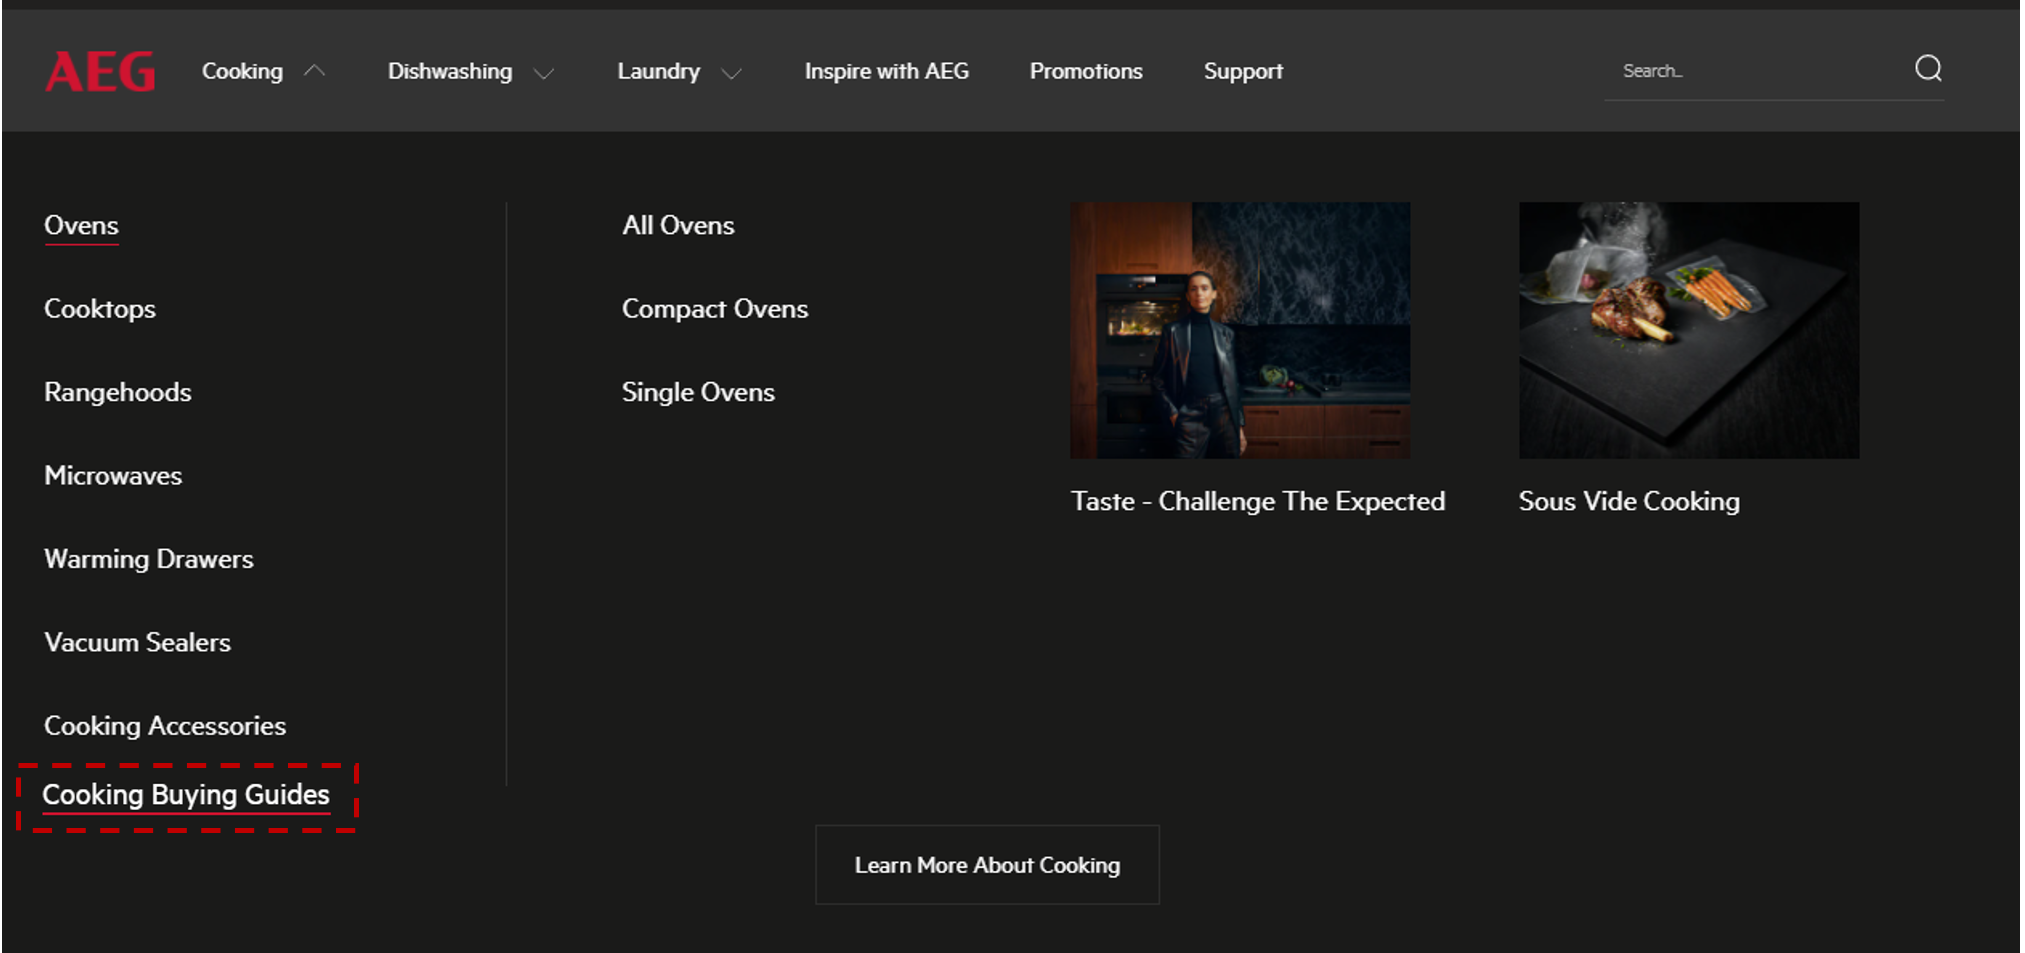 AEG
Cooking
Dishwashing
Laundry
Inspire with AEG
Promotions
Support
Search...
Ovens
Cooktops
Rangehoods
Microwaves
Warming Drawers
Vacuum Sealers
Cooking Accessories
Cooking Buying Guides
All Ovens
Compact Ovens
Single Ovens
Taste - Challenge The Expected
Sous Vide Cooking
Learn More About Cooking